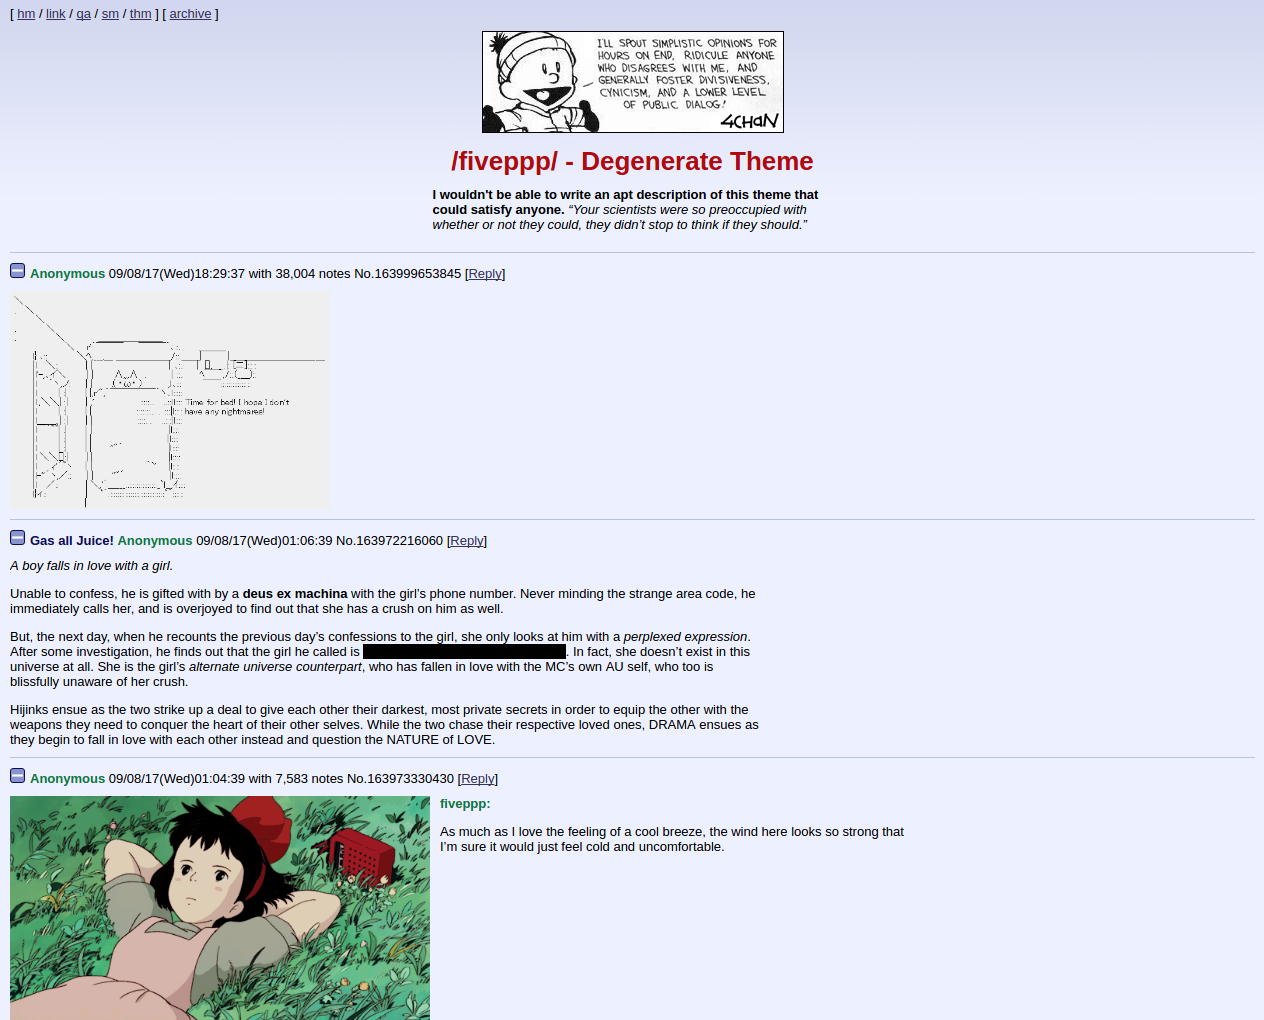 [ hm / link / qa / sm / thm ] [ archive ]
I'LL SPOUT SIMPLISTIC OPINIONS FOR
HOURS ON END, RIDICULE ANYONE
WHO DISAGREES WITH ME, AND
GENERALLY FOSTER DIVISIVENESS,
CYNICISM, AND A LOWER LEVEL
OF PUBLIC DIALOG!
4CHAN
/fiveppp/ - Degenerate Theme
I wouldn't be able to write an apt description of this theme that
could satisfy anyone. “Your scientists were so preoccupied with
whether or not they could, they didn’t stop to think if they should.”
Anonymous 09/08/17(Wed)18:29:37 with 38,004 notes No.163999653845 [Reply]
Time for bed! I hope I don't
have any nightmares!
Gas all Juice! Anonymous 09/08/17(Wed)01:06:39 No.163972216060 [Reply]
A boy falls in love with a girl.
Unable to confess, he is gifted with by a deus ex machina with the girl’s phone number. Never minding the strange area code, he
immediately calls her, and is overjoyed to find out that she has a crush on him as well.
But, the next day, when he recounts the previous day’s confessions to the girl, she only looks at him with a perplexed expression.
After some investigation, he finds out that the girl he called is . In fact, she doesn’t exist in this
universe at all. She is the girl’s alternate universe counterpart, who has fallen in love with the MC’s own AU self, who too is
blissfully unaware of her crush.
Hijinks ensue as the two strike up a deal to give each other their darkest, most private secrets in order to equip the other with the
weapons they need to conquer the heart of their other selves. While the two chase their respective loved ones, DRAMA ensues as
they begin to fall in love with each other instead and question the NATURE of LOVE.
Anonymous 09/08/17(Wed)01:04:39 with 7,583 notes No.163973330430 [Reply]
fiveppp:
As much as I love the feeling of a cool breeze, the wind here looks so strong that
I’m sure it would just feel cold and uncomfortable.